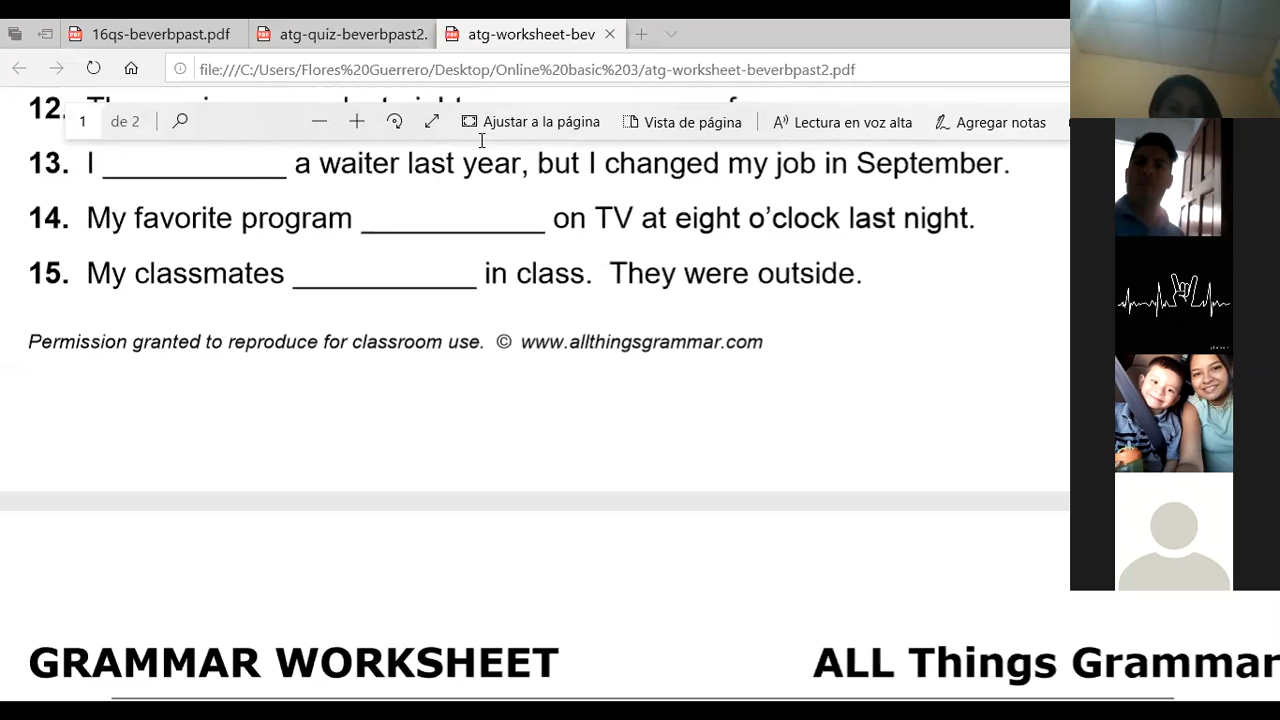 16qs-beverbpast.pdf
atg-quiz-beverbpast2.
atg-worksheet-bev
file:///C:/Users/Flores%20Guerrero/Desktop/Online%20basic%203/atg-worksheet-beverbpast2.pdf
1 de 2
Ajustar a la página
Vista de página
Lectura en voz alta
Agregar notas
12.
13. I ___________ a waiter last year, but I changed my job in September.
14. My favorite program ___________ on TV at eight o’clock last night.
15. My classmates ___________ in class. They were outside.
Permission granted to reproduce for classroom use. © www.allthingsgrammar.com
GRAMMAR WORKSHEET
ALL Things Grammar